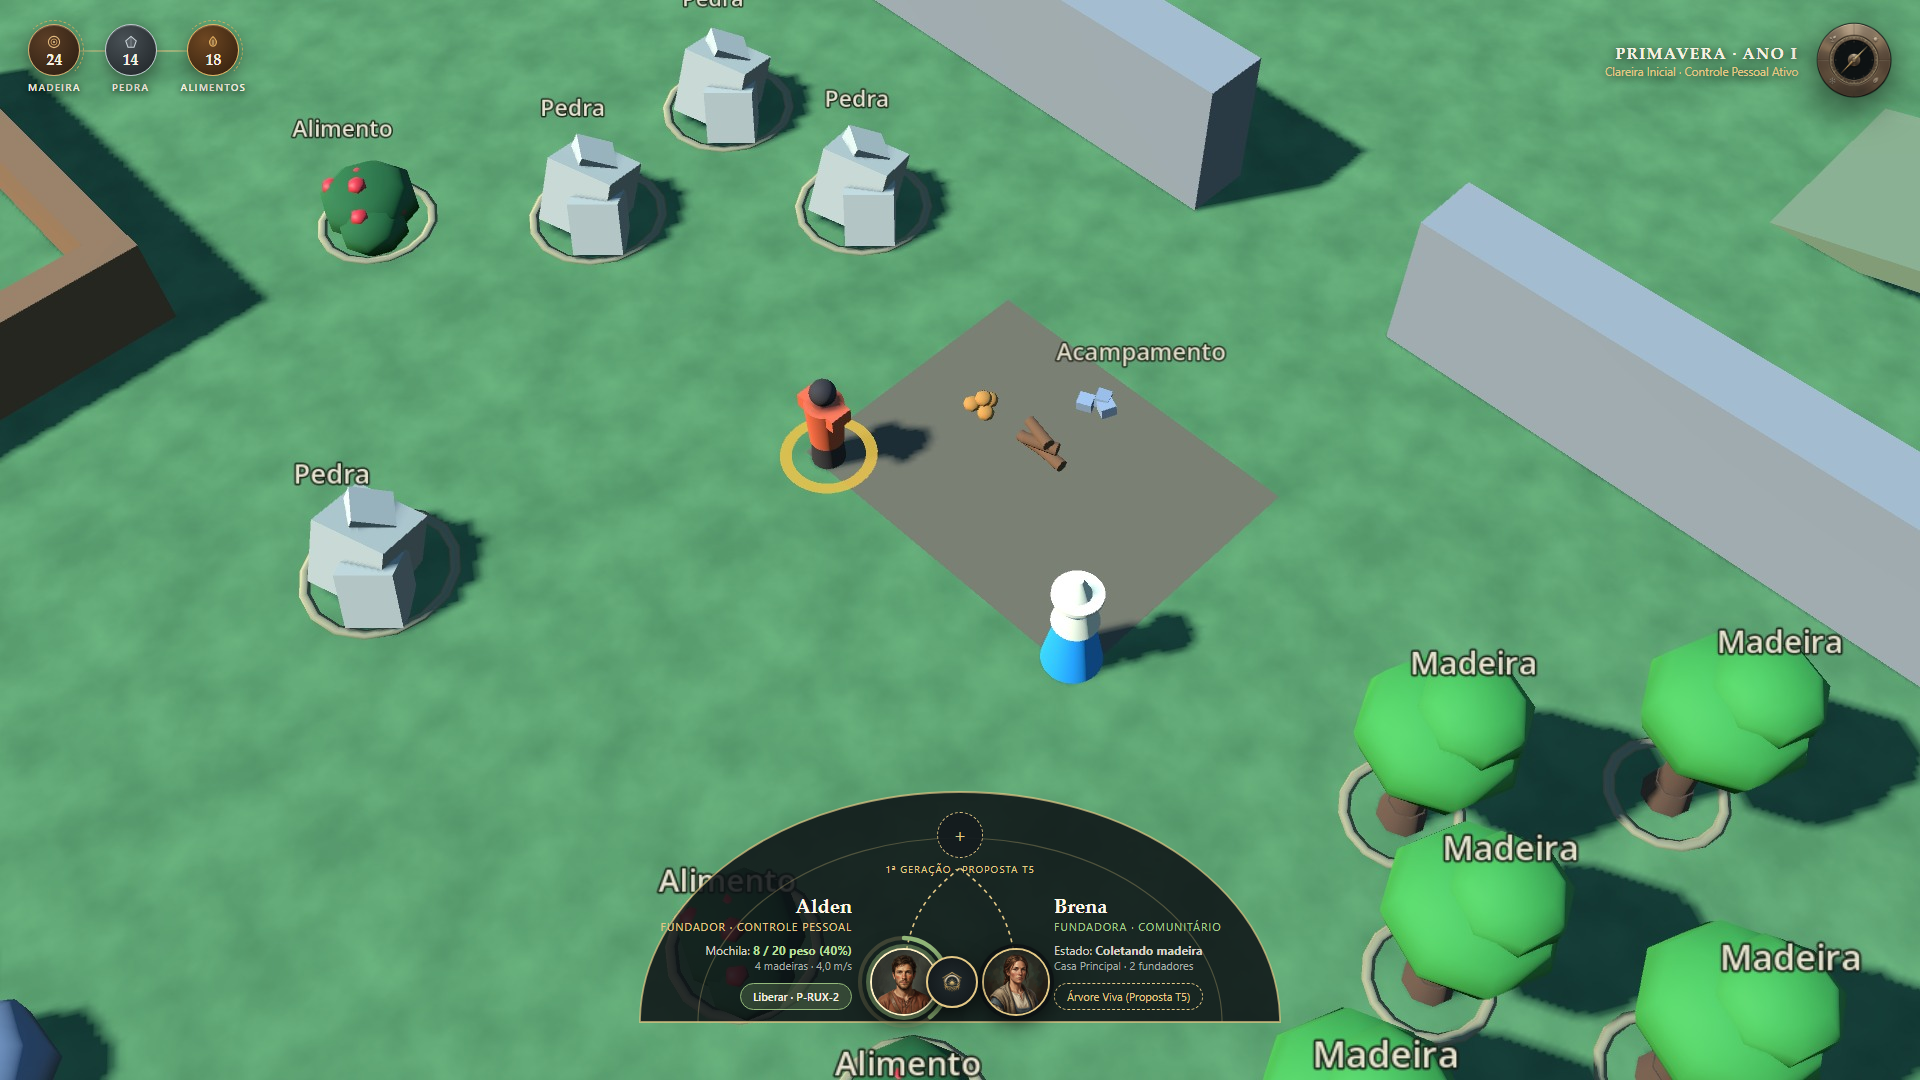 24
14
18
MADEIRA
PEDRA
ALIMENTOS
PRIMAVERA · ANO I
Clareira Inicial · Controle Pessoal Ativo
Pedra
Pedra
Pedra
Alimento
Acampamento
Pedra
Madeira
Madeira
Madeira
Alimento
Madeira
Madeira
Alimento
+
1ª GERAÇÃO · PROPOSTA T5
Alden
FUNDADOR · CONTROLE PESSOAL
Mochila: 8 / 20 peso (40%)
4 madeiras · 4,0 m/s
Liberar · P-RUX-2
Brena
FUNDADORA · COMUNITÁRIO
Estado: Coletando madeira
Casa Principal · 2 fundadores
Árvore Viva (Proposta T5)